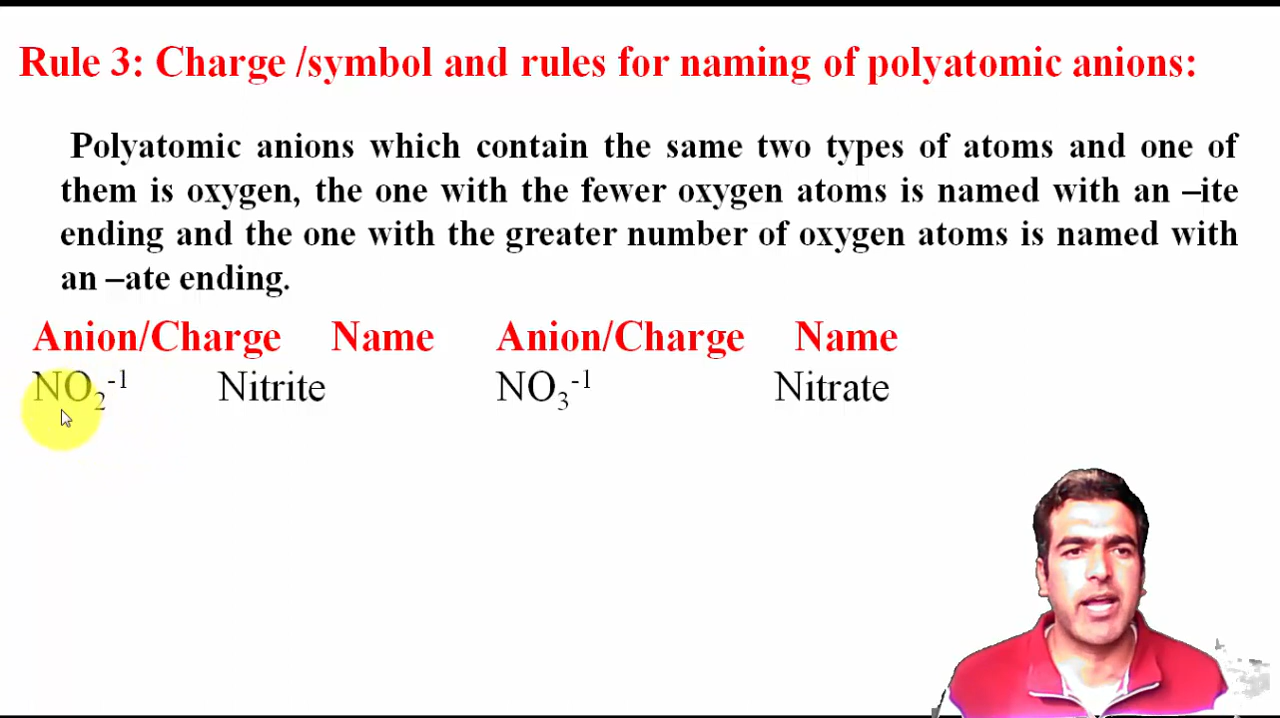 Rule 3: Charge /symbol and rules for naming of polyatomic anions:
Polyatomic anions which contain the same two types of atoms and one of
them is oxygen, the one with the fewer oxygen atoms is named with an –ite
ending and the one with the greater number of oxygen atoms is named with
an –ate ending.
Anion/Charge Name Anion/Charge Name
NO₂⁻¹ Nitrite NO₃⁻¹ Nitrate